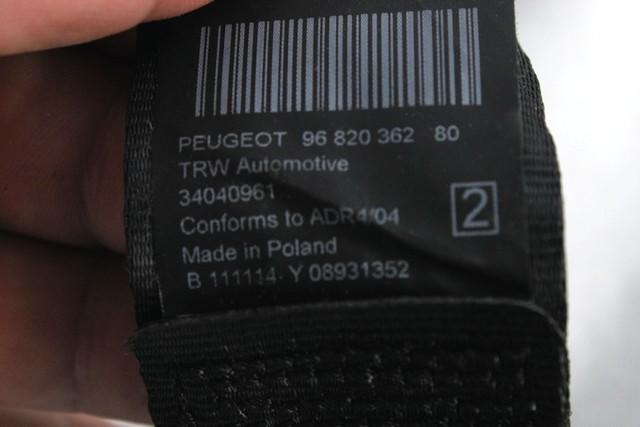 PEUGEOT 96 820 362 80
TRW Automotive
34040961
Conforms to ADR4/04
2
Made in Poland
B 111114 Y 08931352